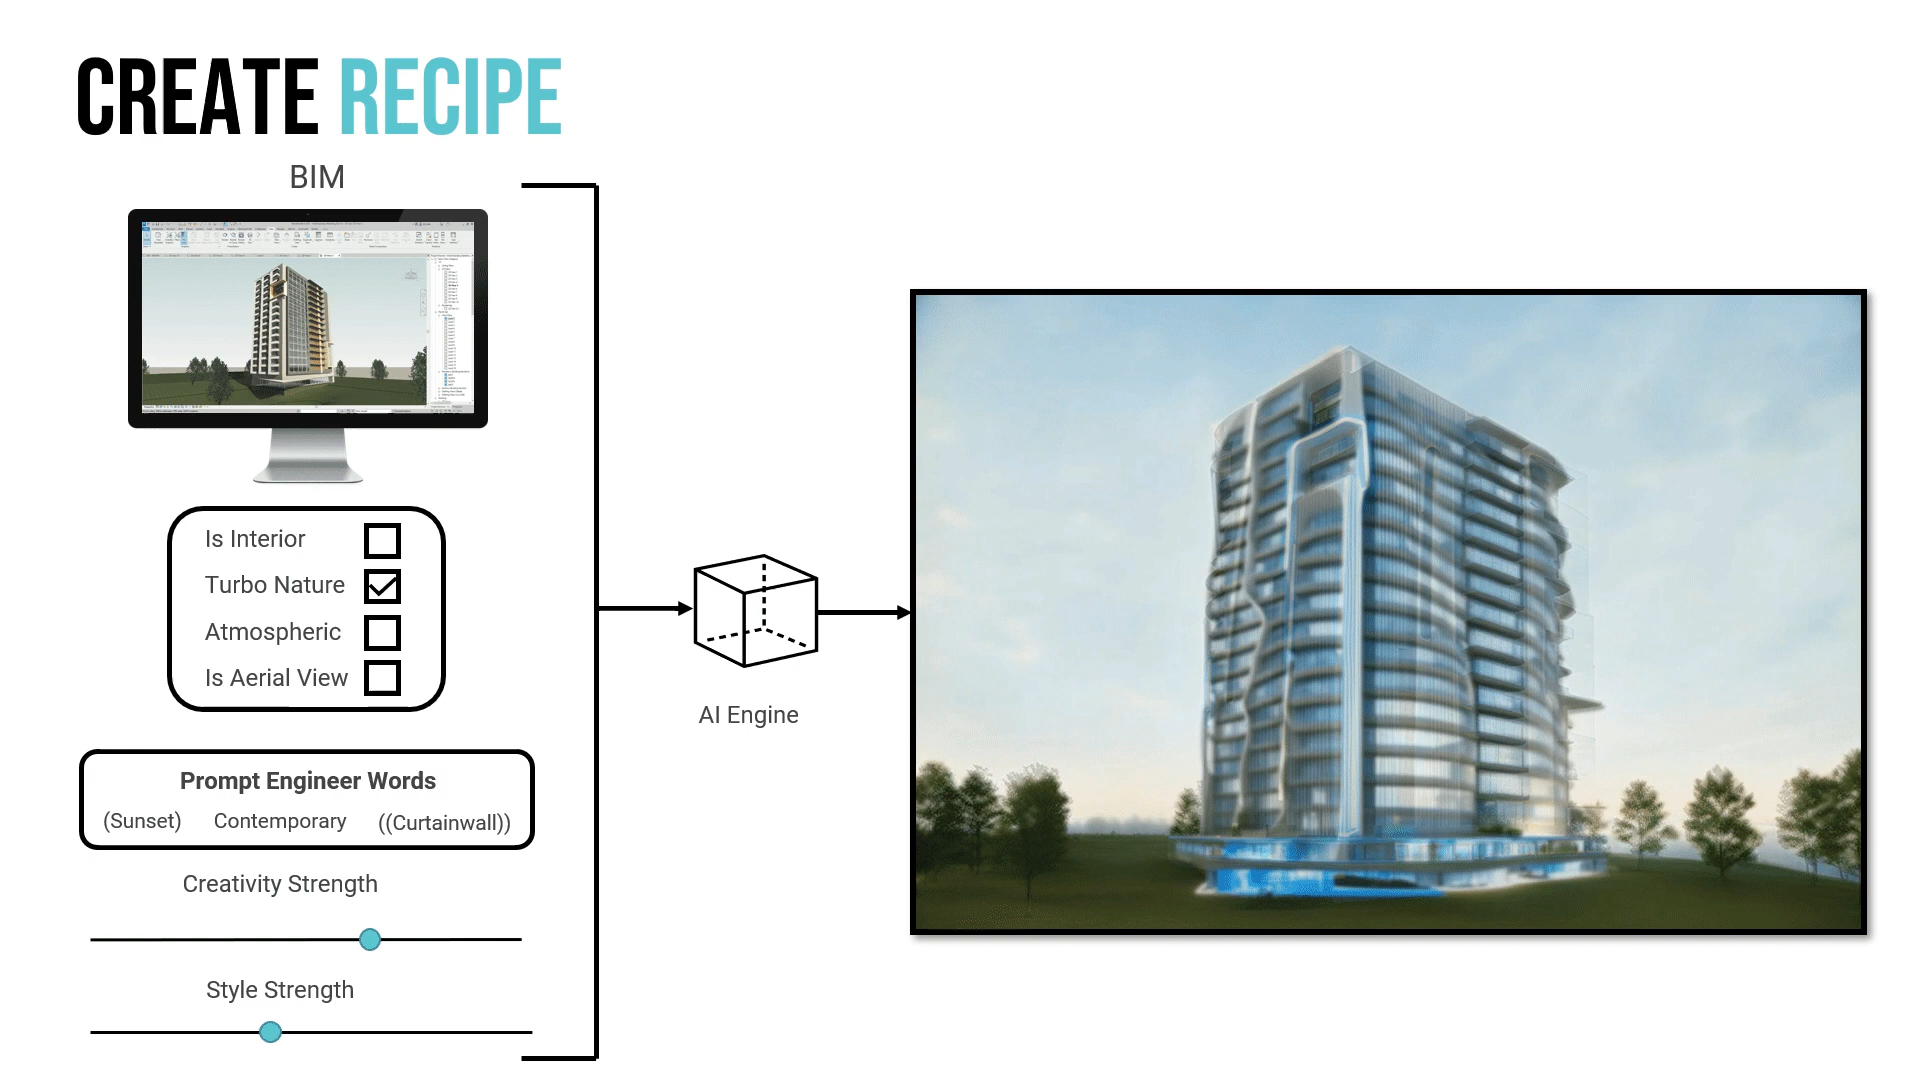 CREATE RECIPE
BIM
Is Interior
Turbo Nature
Atmospheric
Is Aerial View
Prompt Engineer Words
(Sunset) Contemporary ((Curtainwall))
Creativity Strength
Style Strength
AI Engine